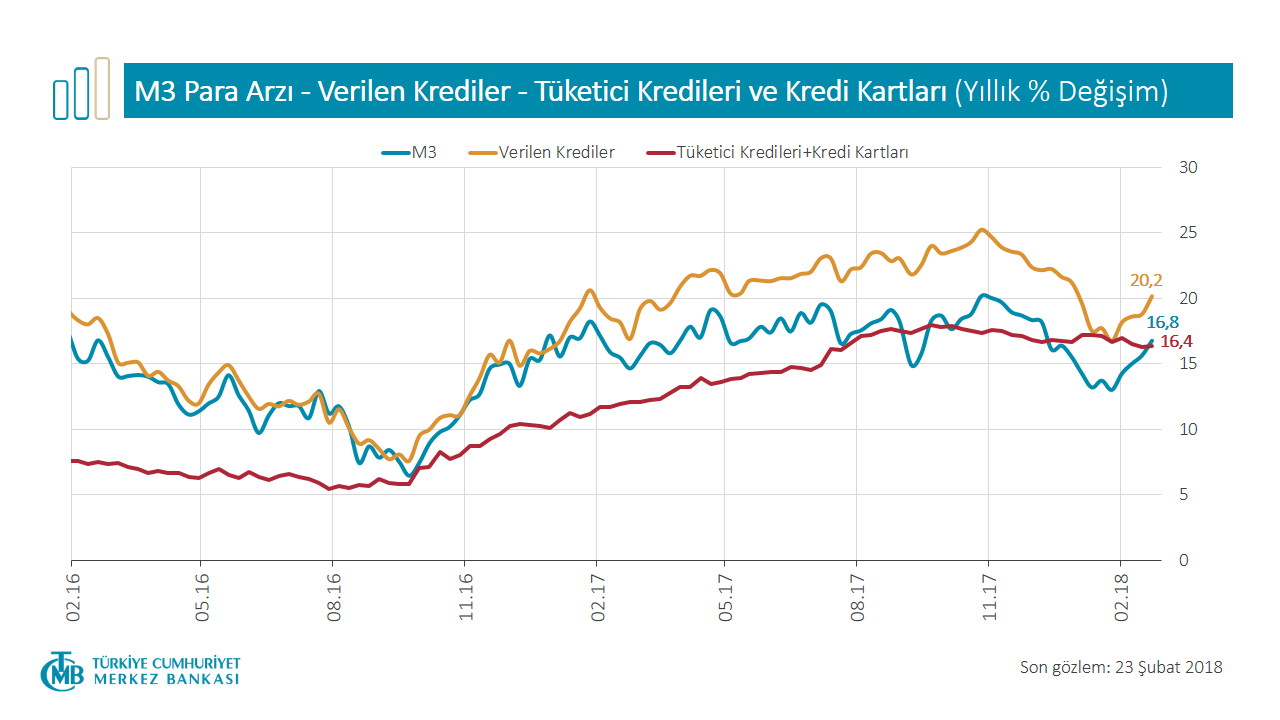 M3 Para Arzı - Verilen Krediler - Tüketici Kredileri ve Kredi Kartları (Yıllık % Değişim)
M3 Verilen Krediler Tüketici Kredileri+Kredi Kartları
30
25
20,2
20
16,8
16,4
15
10
5
0
02.16 05.16 08.16 11.16 02.17 05.17 08.17 11.17 02.18
TCMB
TÜRKİYE CUMHURİYET
MERKEZ BANKASI
Son gözlem: 23 Şubat 2018